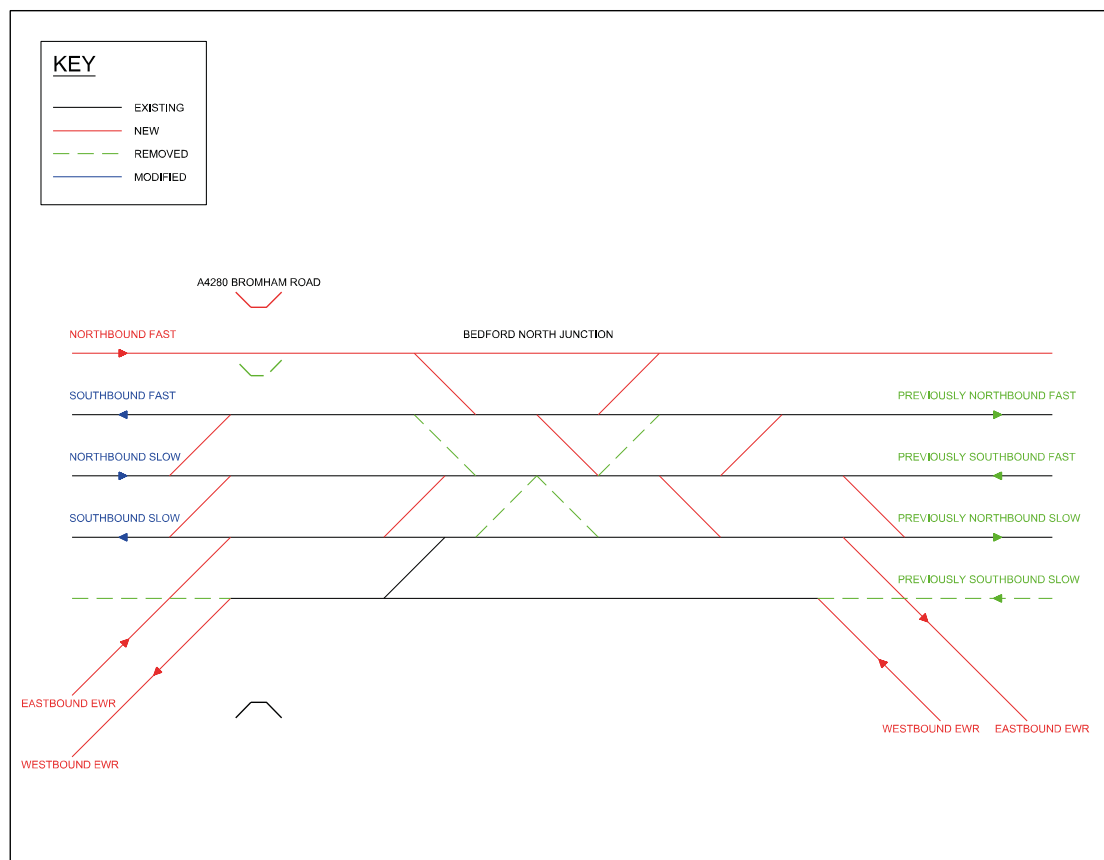 KEY
EXISTING
NEW
REMOVED
MODIFIED
A4280 BROMHAM ROAD
NORTHBOUND FAST
BEDFORD NORTH JUNCTION
SOUTHBOUND FAST
PREVIOUSLY NORTHBOUND FAST
NORTHBOUND SLOW
PREVIOUSLY SOUTHBOUND FAST
SOUTHBOUND SLOW
PREVIOUSLY NORTHBOUND SLOW
PREVIOUSLY SOUTHBOUND SLOW
EASTBOUND EWR
WESTBOUND EWR
EASTBOUND EWR
WESTBOUND EWR